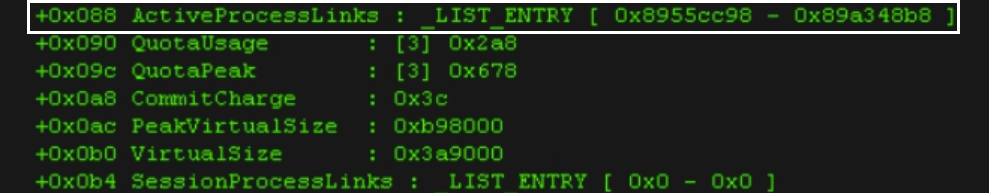 +0x088 ActiveProcessLinks : _LIST_ENTRY [ 0x8955cc98 - 0x89a348b8 ]
+0x090 QuotaUsage : [3] 0x2a8
+0x09c QuotaPeak : [3] 0x678
+0x0a8 CommitCharge : 0x3c
+0x0ac PeakVirtualSize : 0xb98000
+0x0b0 VirtualSize : 0x3a9000
+0x0b4 SessionProcessLinks : _LIST_ENTRY [ 0x0 - 0x0 ]